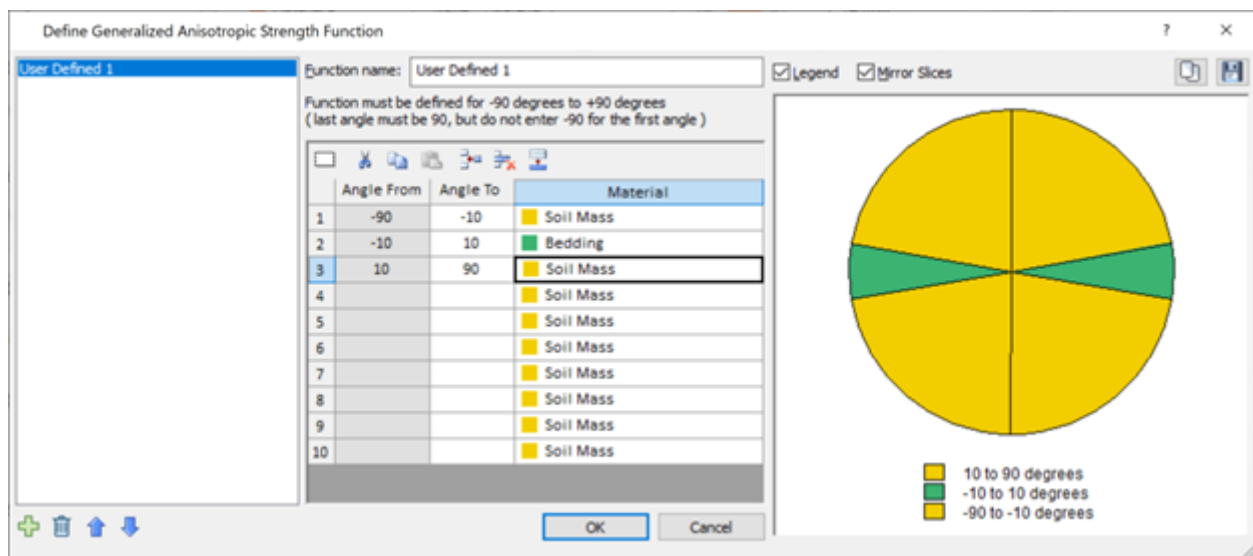 Define Generalized Anisotropic Strength Function
? ×
User Defined 1
Function name: User Defined 1
Function must be defined for -90 degrees to +90 degrees
( last angle must be 90, but do not enter -90 for the first angle )
Angle From Angle To Material
1 -90 -10 Soil Mass
2 -10 10 Bedding
3 10 90 Soil Mass
4 Soil Mass
5 Soil Mass
6 Soil Mass
7 Soil Mass
8 Soil Mass
9 Soil Mass
10 Soil Mass
OK Cancel
Legend Mirror Slices
10 to 90 degrees
-10 to 10 degrees
-90 to -10 degrees